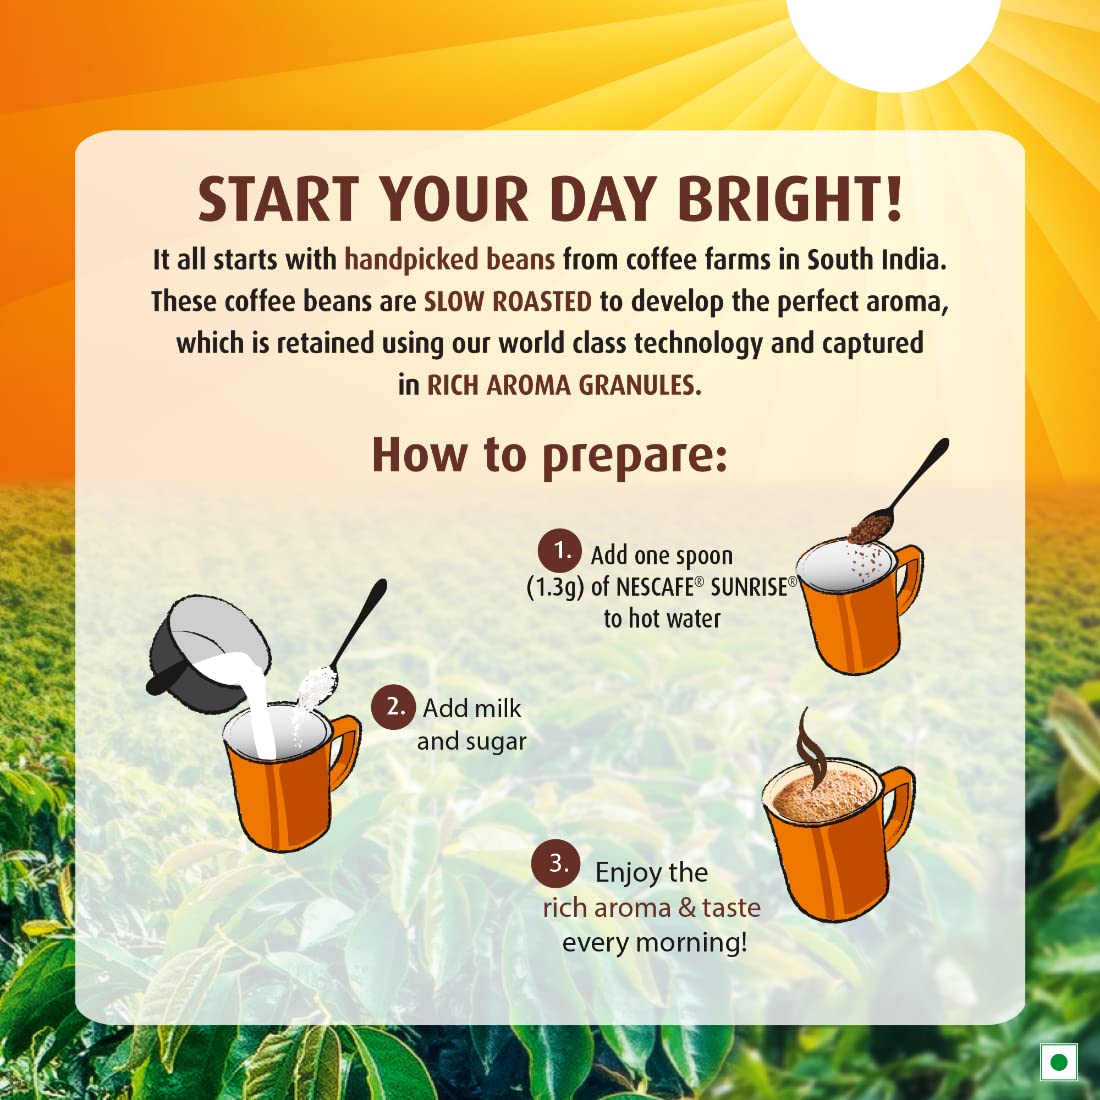 START YOUR DAY BRIGHT!
It all starts with handpicked beans from coffee farms in South India.
These coffee beans are SLOW ROASTED to develop the perfect aroma,
which is retained using our world class technology and captured
in RICH AROMA GRANULES.
How to prepare:
1. Add one spoon
(1.3g) of NESCAFE® SUNRISE®
to hot water
2. Add milk
and sugar
3. Enjoy the
rich aroma & taste
every morning!